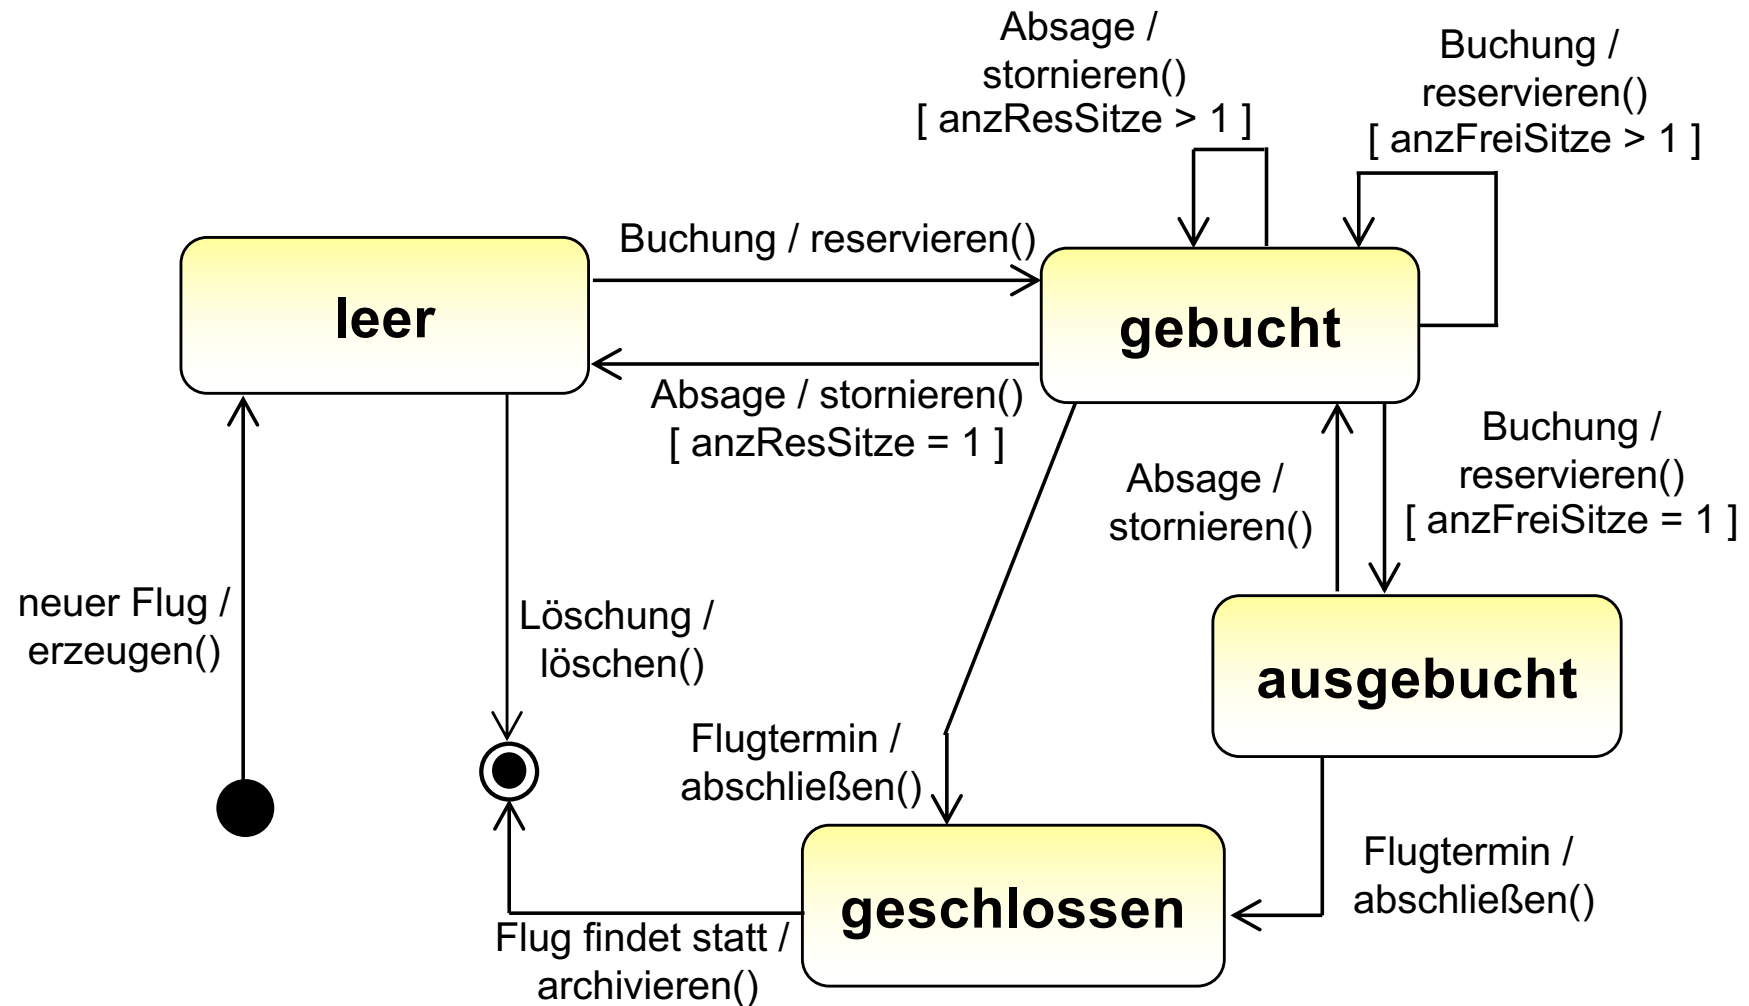 Absage /
stornieren()
[ anzResSitze > 1 ]
Buchung /
reservieren()
[ anzFreiSitze > 1 ]
Buchung / reservieren()
leer
gebucht
Absage / stornieren()
[ anzResSitze = 1 ]
Buchung /
reservieren()
[ anzFreiSitze = 1 ]
Absage /
stornieren()
neuer Flug /
erzeugen()
Löschung /
löschen()
ausgebucht
Flugtermin /
abschließen()
Flugtermin /
abschließen()
geschlossen
Flug findet statt /
archivieren()